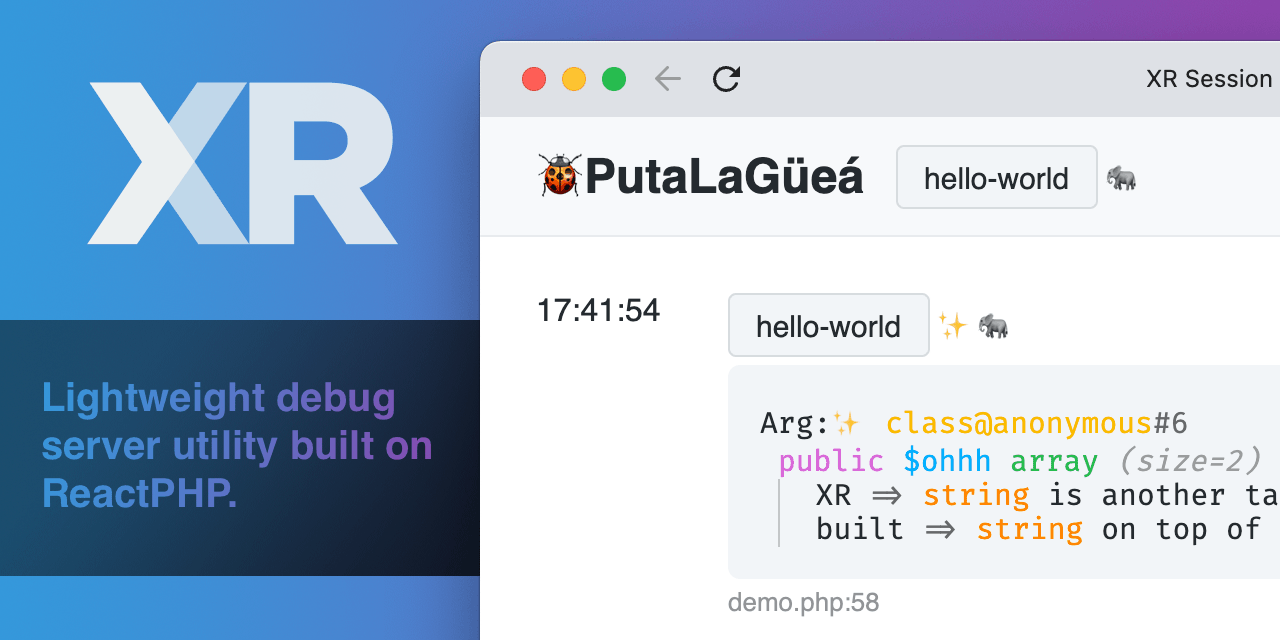 XR
Lightweight debug
server utility built on
ReactPHP.
XR Session
🐞PutaLaGüeá hello-world 🐘
17:41:54 hello-world ✨ 🐘
Arg:✨ class@anonymous#6
public $ohhh array (size=2)
XR => string is another ta
built => string on top of
demo.php:58